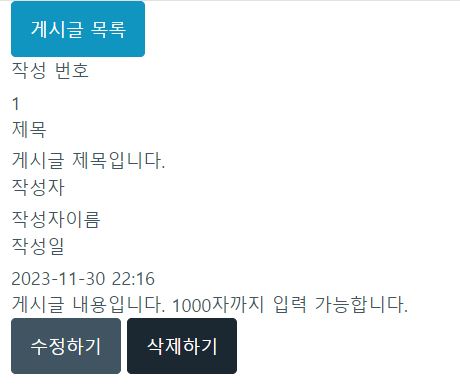 게시글 목록
작성 번호
1
제목
게시글 제목입니다.
작성자
작성자이름
작성일
2023-11-30 22:16
게시글 내용입니다. 1000자까지 입력 가능합니다.
수정하기 삭제하기